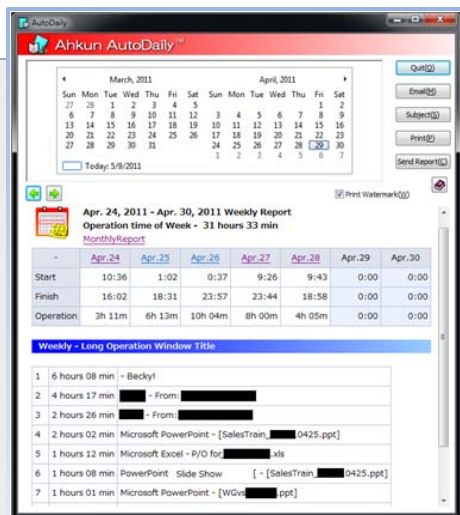 AutoDaily
Ahkun AutoDaily™
Quit(Q)
Email(M)
Subject(S)
Print(P)
Send Report(C)
March, 2011 April, 2011
Sun Mon Tue Wed Thu Fri Sat Sun Mon Tue Wed Thu Fri Sat
27 28 1 2 3 4 5 1 2
6 7 8 9 10 11 12 3 4 5 6 7 8 9
13 14 15 16 17 18 19 10 11 12 13 14 15 16
20 21 22 23 24 25 26 17 18 19 20 21 22 23
27 28 29 30 31 24 25 26 27 28 29 30
1 2 3 4 5 6 7
Today: 5/9/2011
Print Watermark(W)
Apr. 24, 2011 - Apr. 30, 2011 Weekly Report
Operation time of Week - 31 hours 33 min
MonthlyReport
- Apr.24 Apr.25 Apr.26 Apr.27 Apr.28 Apr.29 Apr.30
Start 10:36 1:02 0:37 9:26 9:43 0:00 0:00
Finish 16:02 18:31 23:57 23:44 18:58 0:00 0:00
Operation 3h 11m 6h 13m 10h 04m 8h 00m 4h 05m 0:00 0:00
Weekly - Long Operation Window Title
1 6 hours 08 min - Becky!
2 4 hours 17 min - From:
3 2 hours 26 min - From:
4 2 hours 02 min Microsoft PowerPoint - [SalesTrain_ 0425.ppt]
5 1 hours 12 min Microsoft Excel - P/O for_ .xls
6 1 hours 08 min PowerPoint Slide Show [ - [SalesTrain_ 0425.ppt]
7 1 hours 01 min Microsoft PowerPoint - [WGvs .ppt]